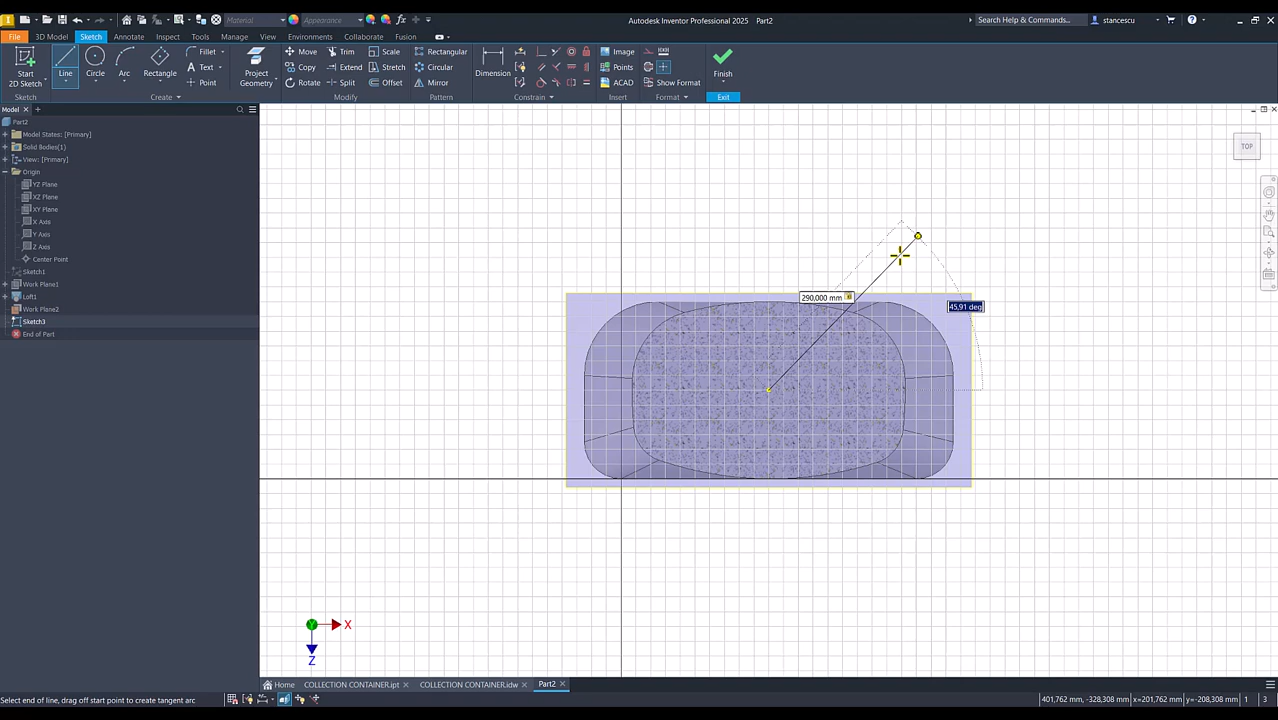 Material
Appearance
Autodesk Inventor Professional 2025 Part2
Search Help & Commands...
stancescu
File
3D Model
Sketch
Annotate
Inspect
Tools
Manage
View
Environments
Collaborate
Fusion
Start
2D Sketch
Line
Circle
Arc
Rectangle
Fillet
Text
Point
Project
Geometry
Move
Copy
Rotate
Trim
Extend
Split
Scale
Stretch
Offset
Rectangular
Circular
Mirror
Dimension
Image
Points
ACAD
Show Format
Finish
Sketch
Create
Modify
Pattern
Constrain
Insert
Format
Exit
Model
Part2
Model States: [Primary]
Solid Bodies(1)
View: [Primary]
Origin
YZ Plane
XZ Plane
XY Plane
X Axis
Y Axis
Z Axis
Center Point
Sketch1
Work Plane1
Loft1
Work Plane2
Sketch3
End of Part
TOP
290,000 mm
45,91 deg
Y
X
Z
Home
COLLECTION CONTAINER.ipt
COLLECTION CONTAINER.idw
Part2
Select end of line, drag off start point to create tangent arc
401,762 mm, -328,308 mm
x=201,762 mm
y=-208,308 mm
1
3